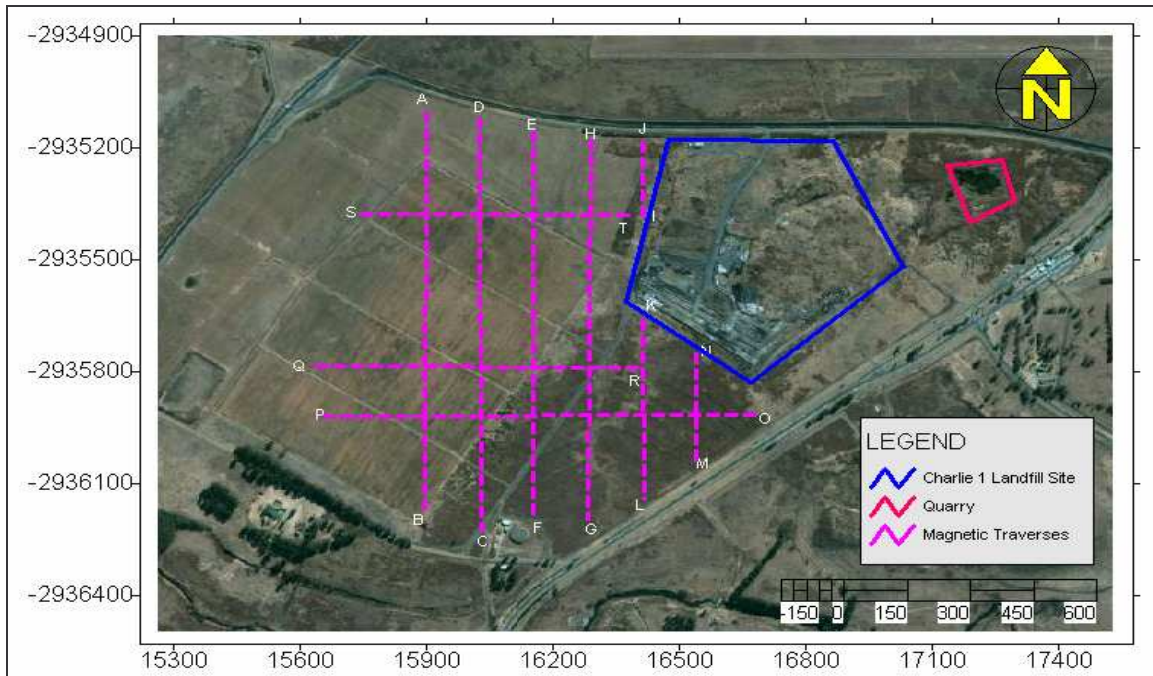 -2934900
-2935200
-2935500
-2935800
-2936100
-2936400
A
D
E
H
J
N
S
T
I
K
N
Q
R
P
O
M
B
C
F
G
L
LEGEND
Charlie 1 Landfill Site
Quarry
Magnetic Traverses
-150 0 150 300 450 600
15300 15600 15900 16200 16500 16800 17100 17400